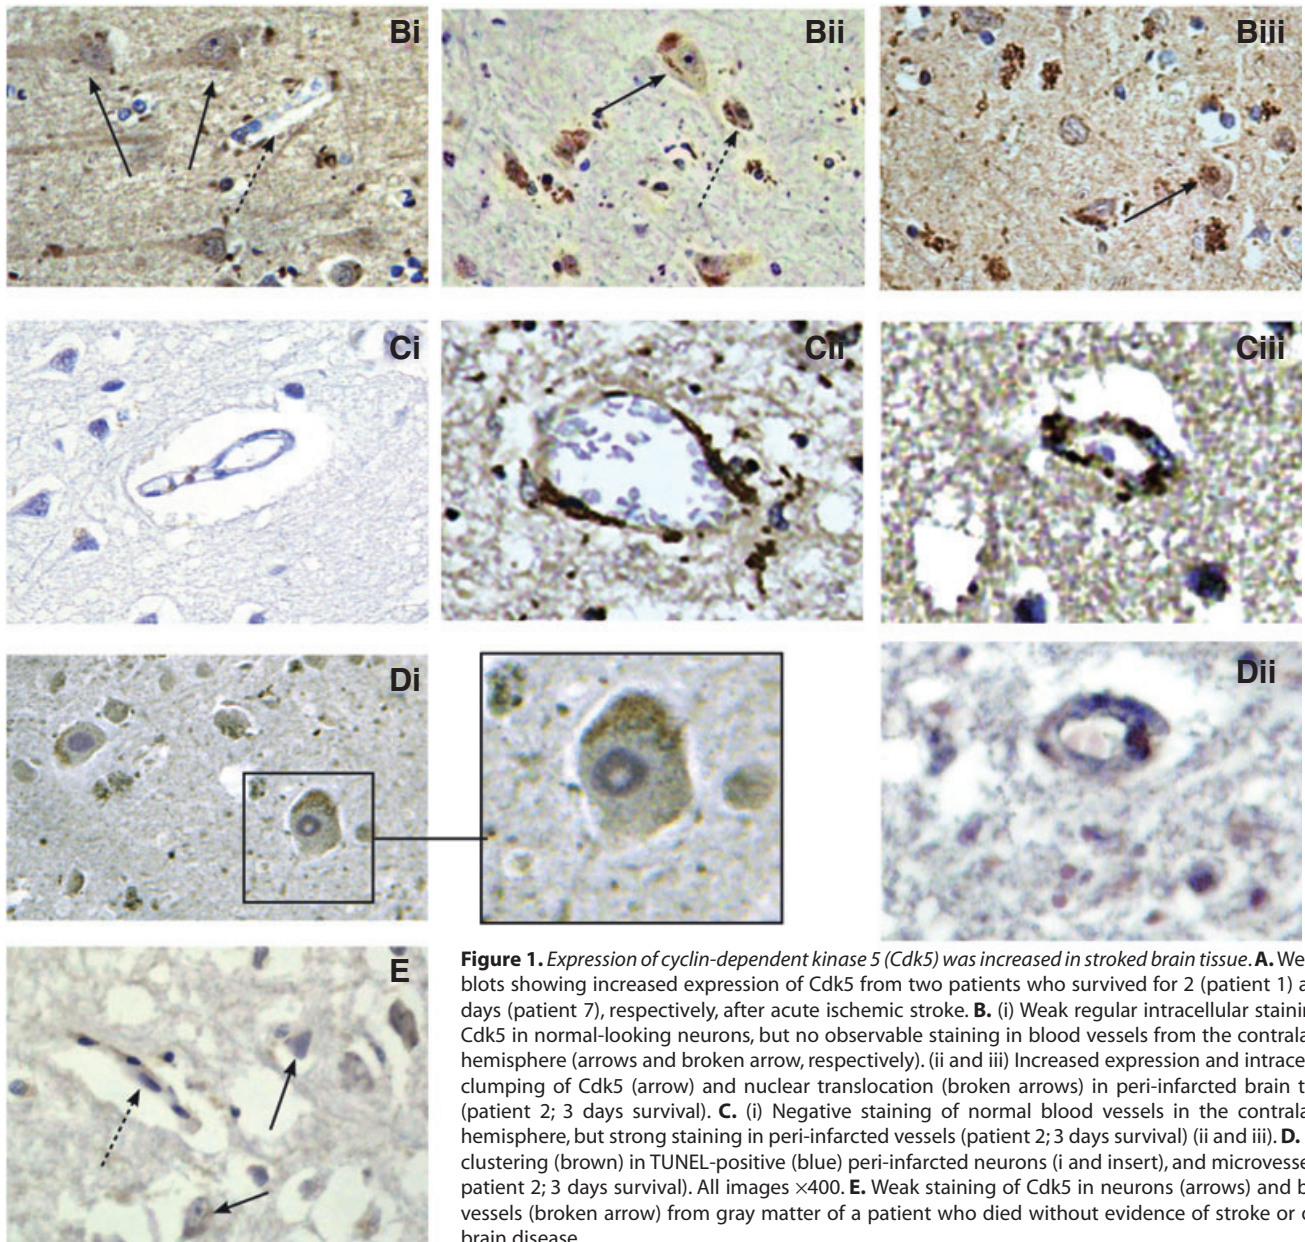 Bi
Bii
Biii
Ci
Cii
Ciii
Di
Dii
E
Figure 1. Expression of cyclin-dependent kinase 5 (Cdk5) was increased in stroked brain tissue. A. We
blots showing increased expression of Cdk5 from two patients who survived for 2 (patient 1) a
days (patient 7), respectively, after acute ischemic stroke. B. (i) Weak regular intracellular staini
Cdk5 in normal-looking neurons, but no observable staining in blood vessels from the contrala
hemisphere (arrows and broken arrow, respectively). (ii and iii) Increased expression and intrace
clumping of Cdk5 (arrow) and nuclear translocation (broken arrows) in peri-infarcted brain t
(patient 2; 3 days survival). C. (i) Negative staining of normal blood vessels in the contrala
hemisphere, but strong staining in peri-infarcted vessels (patient 2; 3 days survival) (ii and iii). D.
clustering (brown) in TUNEL-positive (blue) peri-infarcted neurons (i and insert), and microvesse
patient 2; 3 days survival). All images ×400. E. Weak staining of Cdk5 in neurons (arrows) and b
vessels (broken arrow) from gray matter of a patient who died without evidence of stroke or o
brain disease